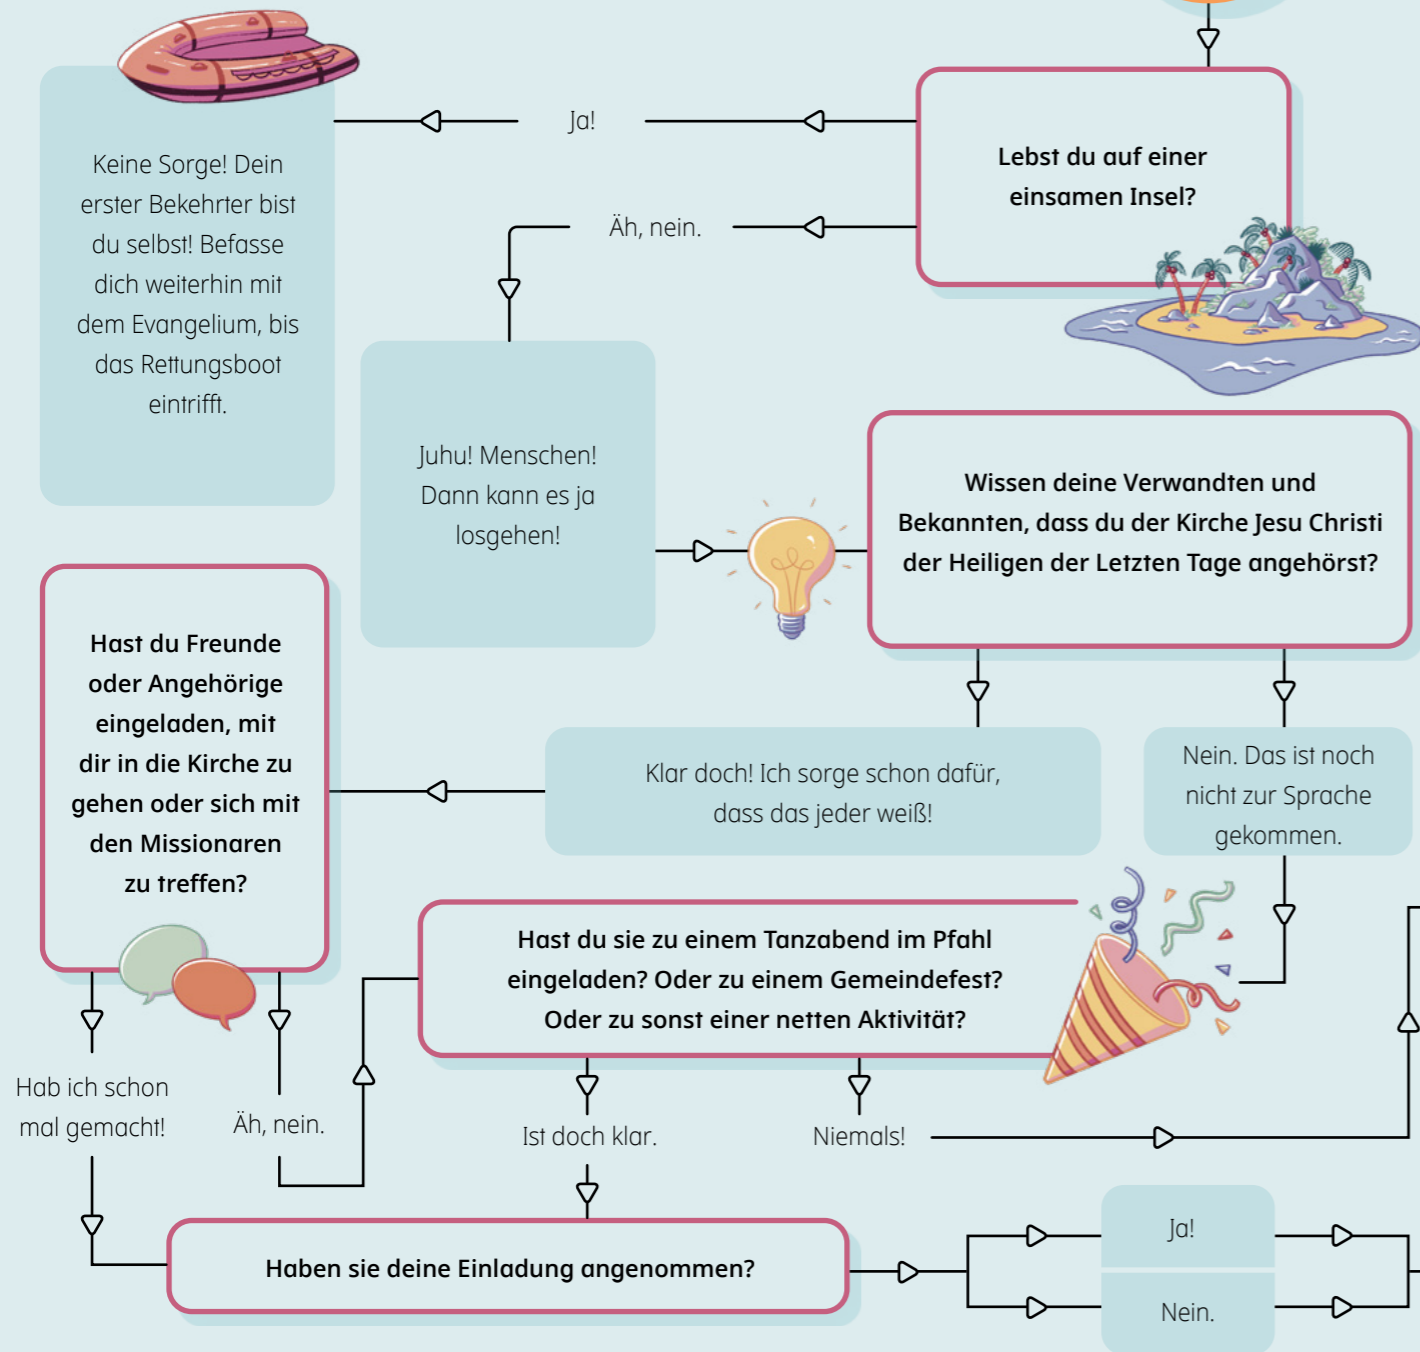 Lebst du auf einer
einsamen Insel?
Ja!
Keine Sorge! Dein
erster Bekehrter bist
du selbst! Befasse
dich weiterhin mit
dem Evangelium, bis
das Rettungsboot
eintrifft.
Äh, nein.
Juhu! Menschen!
Dann kann es ja
losgehen!
Wissen deine Verwandten und
Bekannten, dass du der Kirche Jesu Christi
der Heiligen der Letzten Tage angehörst?
Klar doch! Ich sorge schon dafür,
dass das jeder weiß!
Nein. Das ist noch
nicht zur Sprache
gekommen.
Hast du Freunde
oder Angehörige
eingeladen, mit
dir in die Kirche zu
gehen oder sich mit
den Missionaren
zu treffen?
Hab ich schon
mal gemacht!
Äh, nein.
Hast du sie zu einem Tanzabend im Pfahl
eingeladen? Oder zu einem Gemeindefest?
Oder zu sonst einer netten Aktivität?
Ist doch klar.
Niemals!
Haben sie deine Einladung angenommen?
Ja!
Nein.